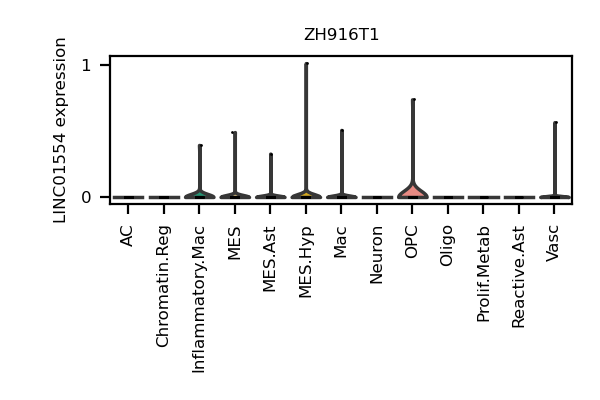 ZH916T1
LINC01554 expression
1
0
AC
Chromatin.Reg
Inflammatory.Mac
MES
MES.Ast
MES.Hyp
Mac
Neuron
OPC
Oligo
Prolif.Metab
Reactive.Ast
Vasc